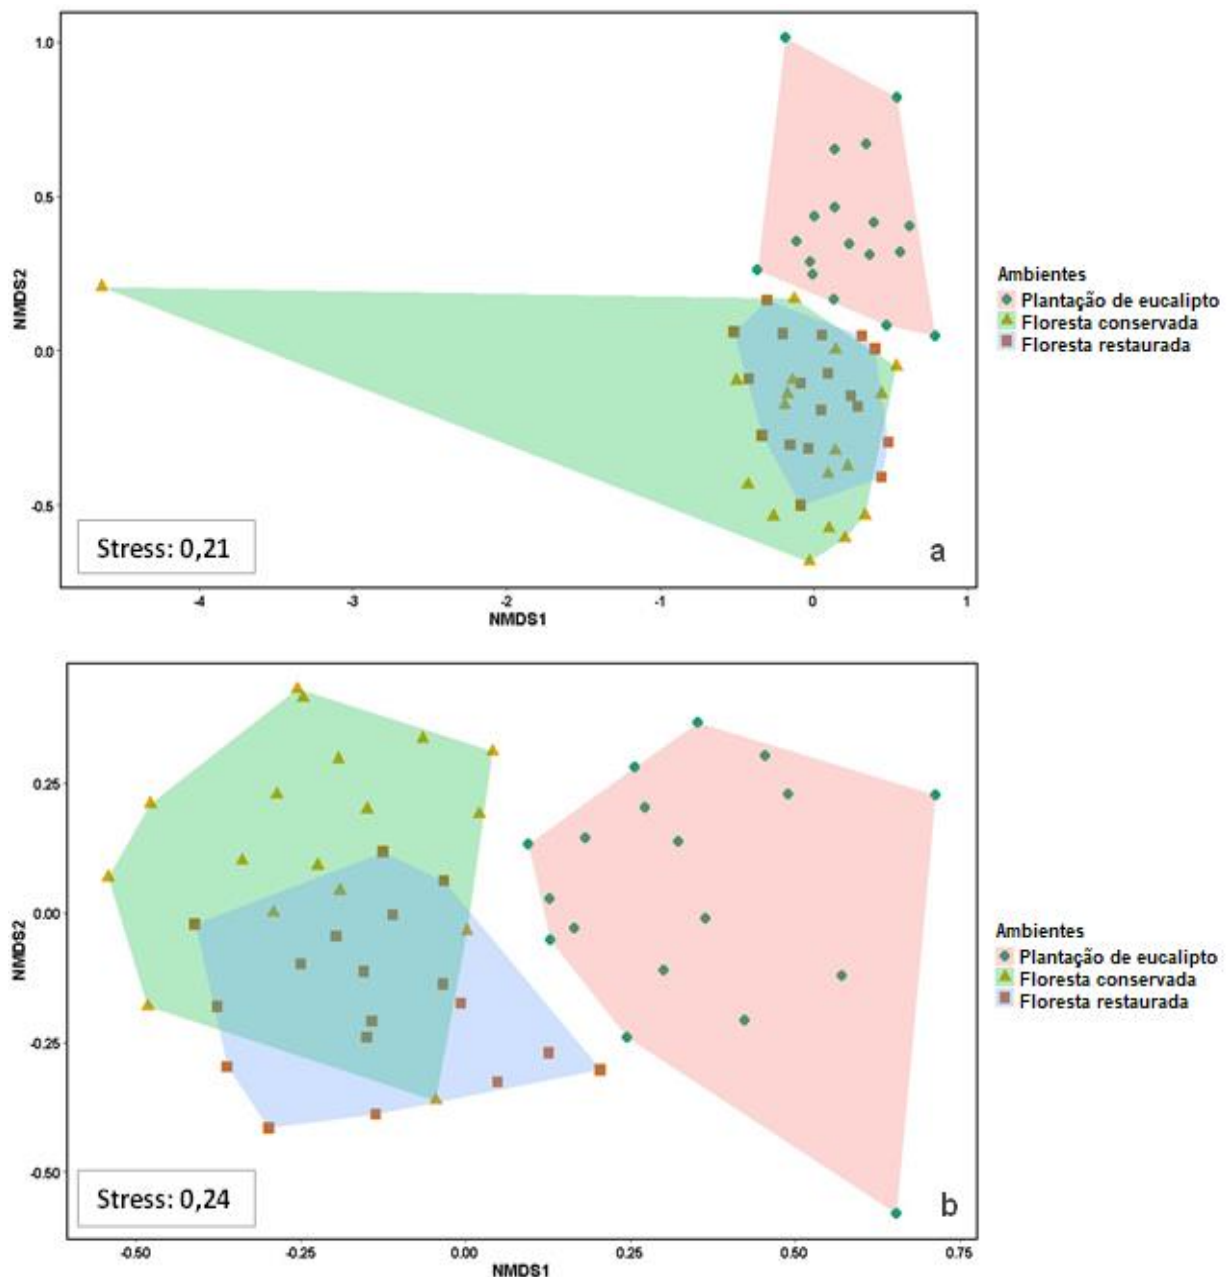 1.0
0.5
0.0
-0.5
NMDS2
Stress: 0,21
a
-4
-3
-2
-1
0
1
NMDS1
Ambientes
Plantação de eucalipto
Floresta conservada
Floresta restaurada
0.25
0.00
-0.25
-0.50
NMDS2
Stress: 0,24
b
-0.50
-0.25
0.00
0.25
0.50
0.75
NMDS1
Ambientes
Plantação de eucalipto
Floresta conservada
Floresta restaurada